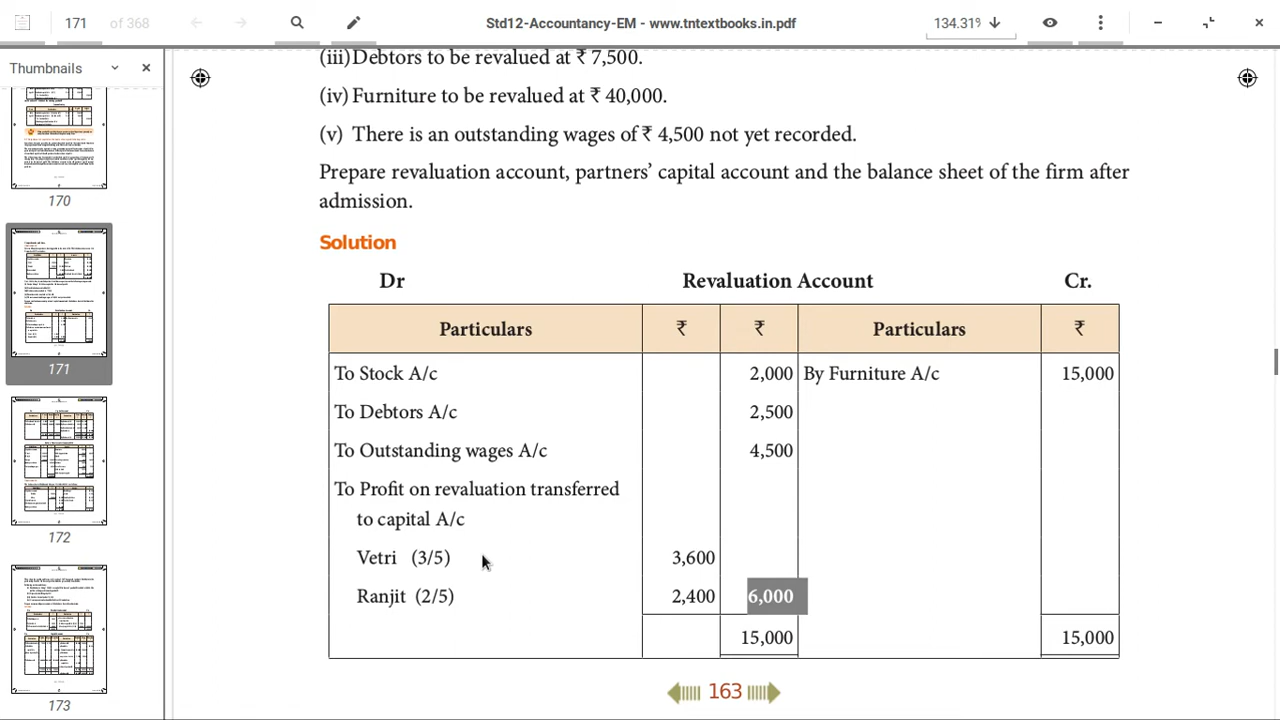 171 of 368
Std12-Accountancy-EM - www.tntextbooks.in.pdf
134.31%
Thumbnails
170
171
172
173
(iii)Debtors to be revalued at ₹ 7,500.
(iv) Furniture to be revalued at ₹ 40,000.
(v) There is an outstanding wages of ₹ 4,500 not yet recorded.
Prepare revaluation account, partners' capital account and the balance sheet of the firm after
admission.
Solution
Dr Revaluation Account Cr.
Particulars ₹ ₹ Particulars ₹
To Stock A/c 2,000 By Furniture A/c 15,000
To Debtors A/c 2,500
To Outstanding wages A/c 4,500
To Profit on revaluation transferred
to capital A/c
Vetri (3/5) 3,600
Ranjit (2/5) 2,400 6,000
15,000 15,000
163